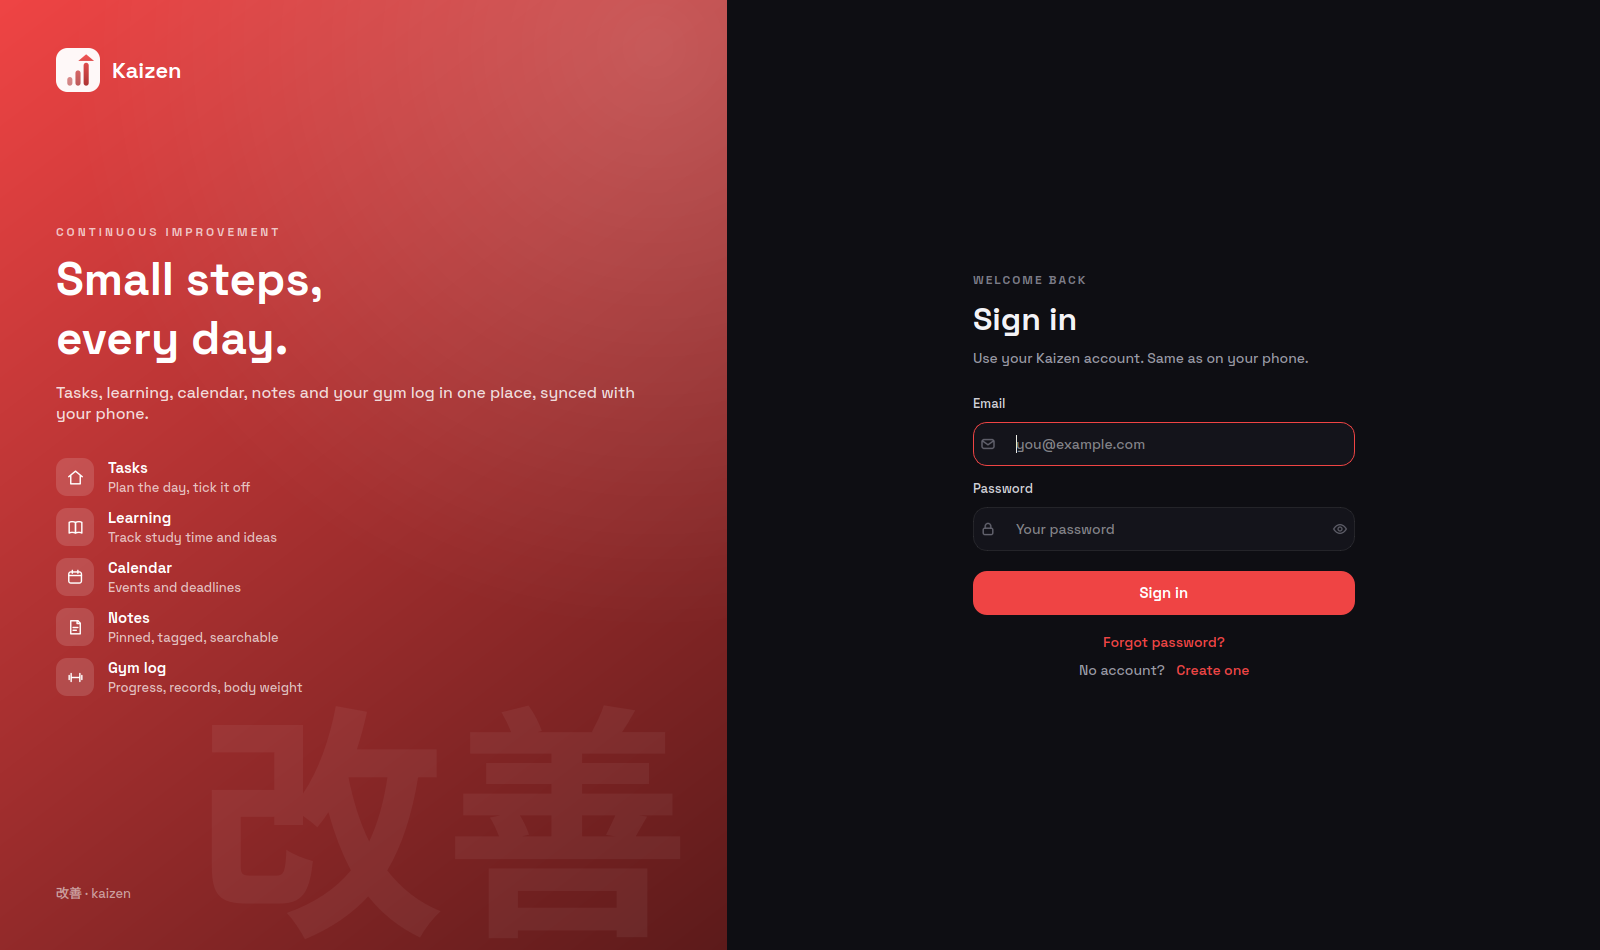 Kaizen
CONTINUOUS IMPROVEMENT
Small steps,
every day.
Tasks, learning, calendar, notes and your gym log in one place, synced with
your phone.
Tasks
Plan the day, tick it off
Learning
Track study time and ideas
Calendar
Events and deadlines
Notes
Pinned, tagged, searchable
Gym log
Progress, records, body weight
改善
改善 · kaizen
WELCOME BACK
Sign in
Use your Kaizen account. Same as on your phone.
Email
you@example.com
Password
Your password
Sign in
Forgot password?
No account? Create one